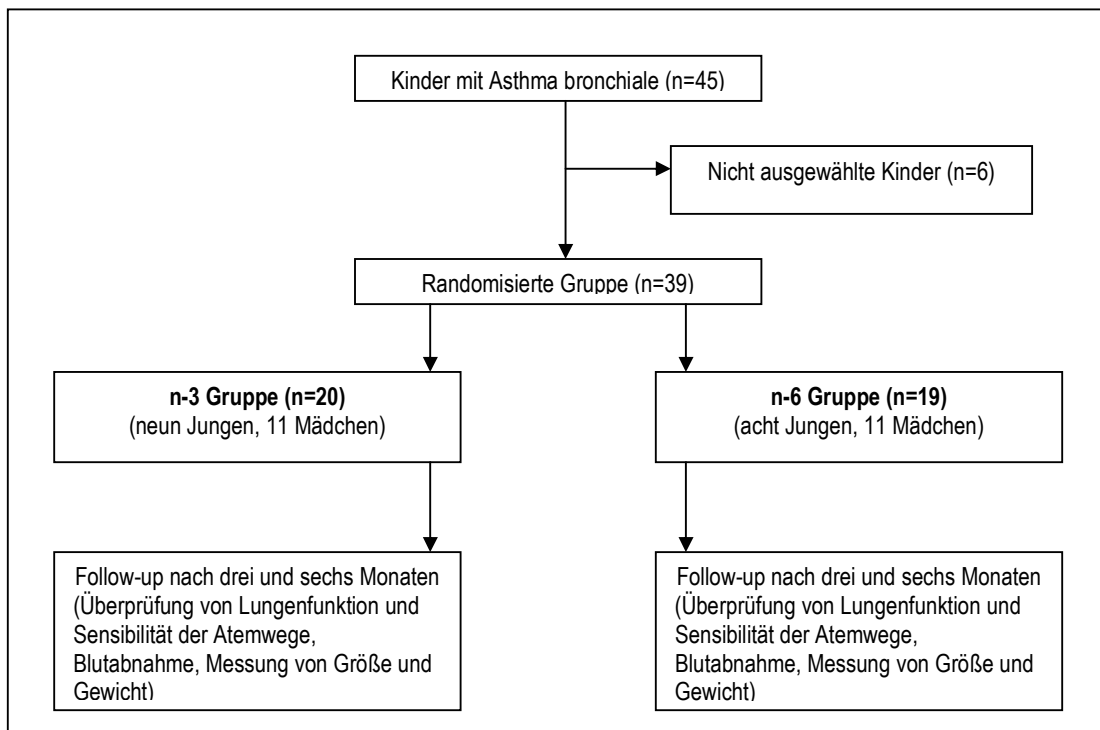 Kinder mit Asthma bronchiale (n=45)
Nicht ausgewählte Kinder (n=6)
Randomisierte Gruppe (n=39)
n-3 Gruppe (n=20)
(neun Jungen, 11 Mädchen)
n-6 Gruppe (n=19)
(acht Jungen, 11 Mädchen)
Follow-up nach drei und sechs Monaten
(Überprüfung von Lungenfunktion und
Sensibilität der Atemwege,
Blutabnahme, Messung von Größe und
Gewicht)
Follow-up nach drei und sechs Monaten
(Überprüfung von Lungenfunktion und
Sensibilität der Atemwege,
Blutabnahme, Messung von Größe und
Gewicht)